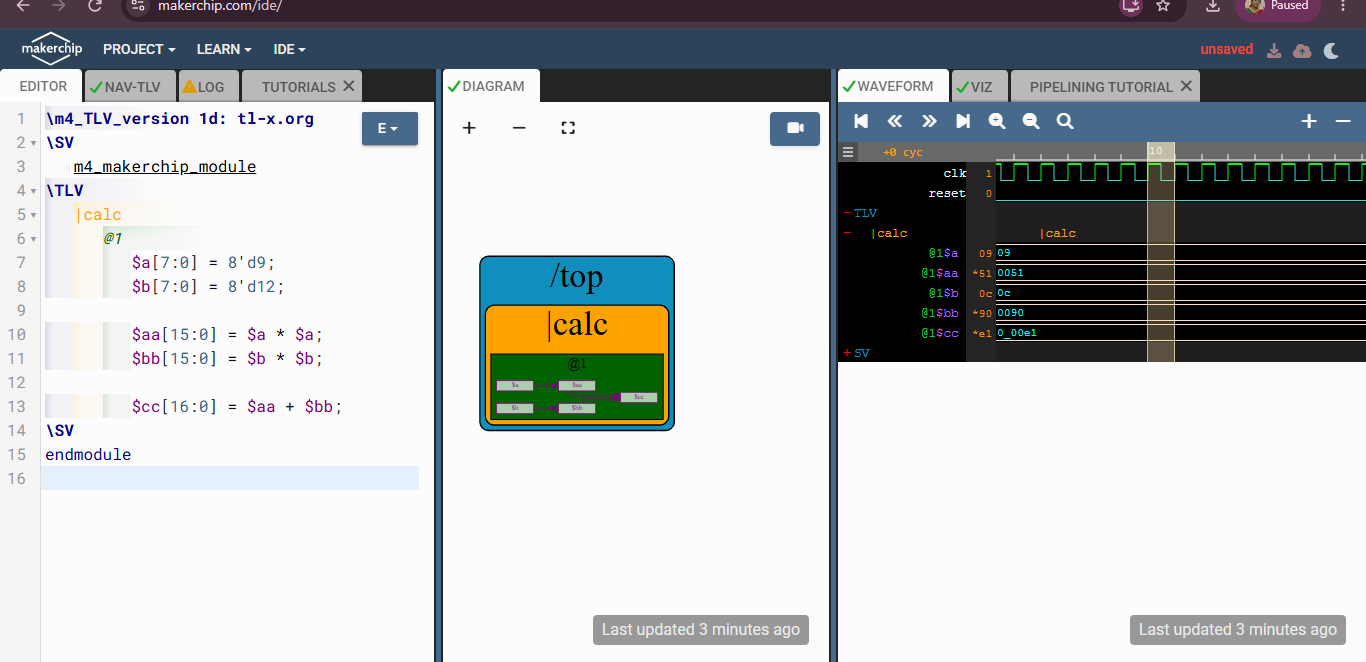 makerchip.com/ide/
Paused
makerchip PROJECT LEARN IDE unsaved
EDITOR NAV-TLV LOG TUTORIALS
1 \m4_TLV_version 1d: tl-x.org
2 \SV
3 m4_makerchip_module
4 \TLV
5 |calc
6 @1
7 $a[7:0] = 8'd9;
8 $b[7:0] = 8'd12;
9
10 $aa[15:0] = $a * $a;
11 $bb[15:0] = $b * $b;
12
13 $cc[16:0] = $aa + $bb;
14 \SV
15 endmodule
16
E
DIAGRAM
/top
|calc
@1
$a $aa
$cc
$b $bb
Last updated 3 minutes ago
WAVEFORM VIZ PIPELINING TUTORIAL
+0 cyc 10
clk 1
reset 0
− TLV
− |calc |calc
@1$a 09 09
@1$aa *51 0051
@1$b 0c 0c
@1$bb *90 0090
@1$cc *e1 0_00e1
+ SV
Last updated 3 minutes ago